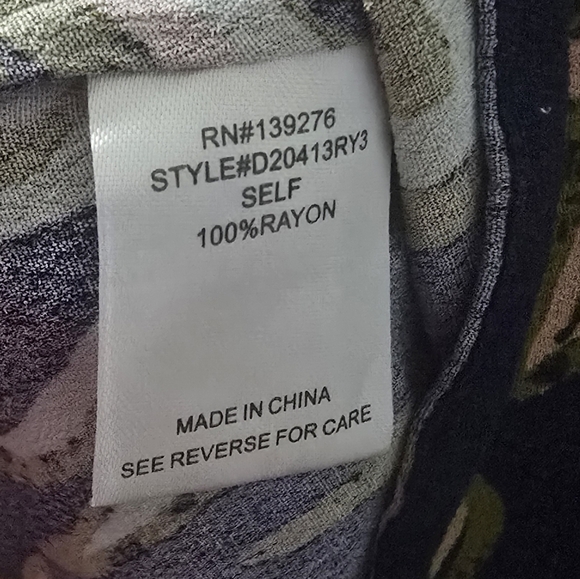 RN#139276
STYLE#D20413RY3
SELF
100%RAYON
MADE IN CHINA
SEE REVERSE FOR CARE